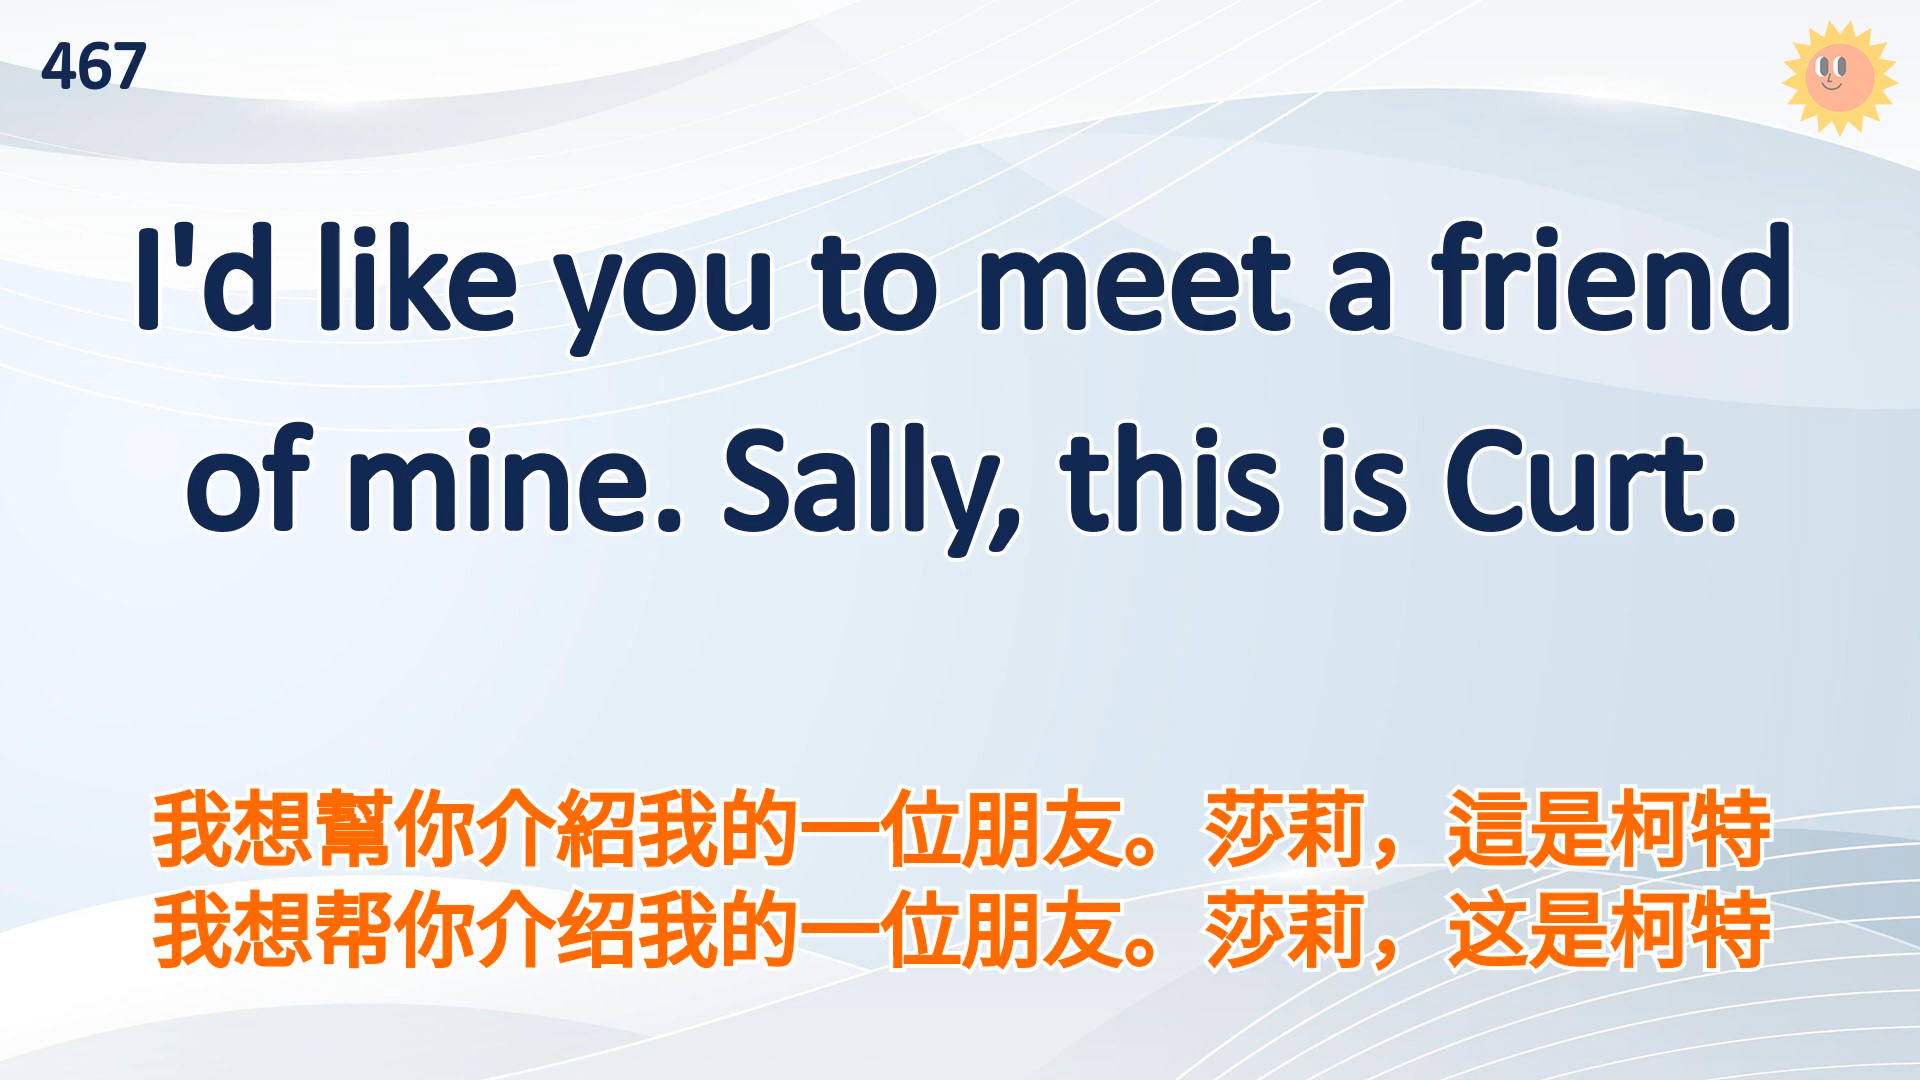 467
I'd like you to meet a friend
of mine. Sally, this is Curt.
我想幫你介紹我的一位朋友。莎莉，這是柯特
我想帮你介绍我的一位朋友。莎莉，这是柯特